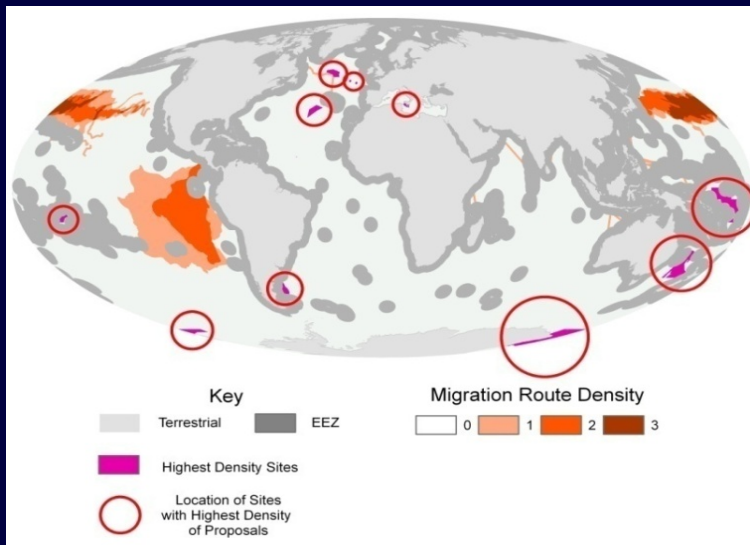 Key
Terrestrial
EEZ
Highest Density Sites
Location of Sites
with Highest Density
of Proposals
Migration Route Density
0
1
2
3